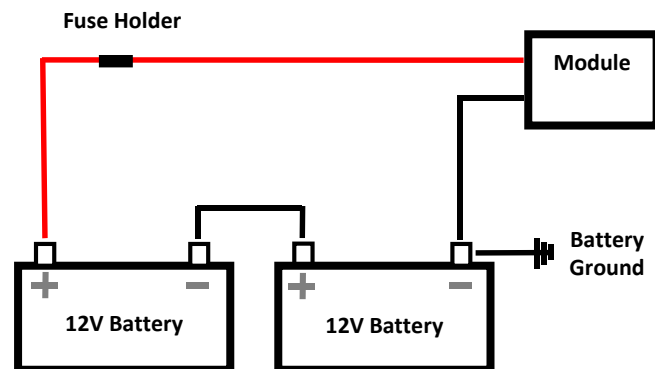 Fuse Holder
Module
Battery
Ground
+ − + −
12V Battery
12V Battery